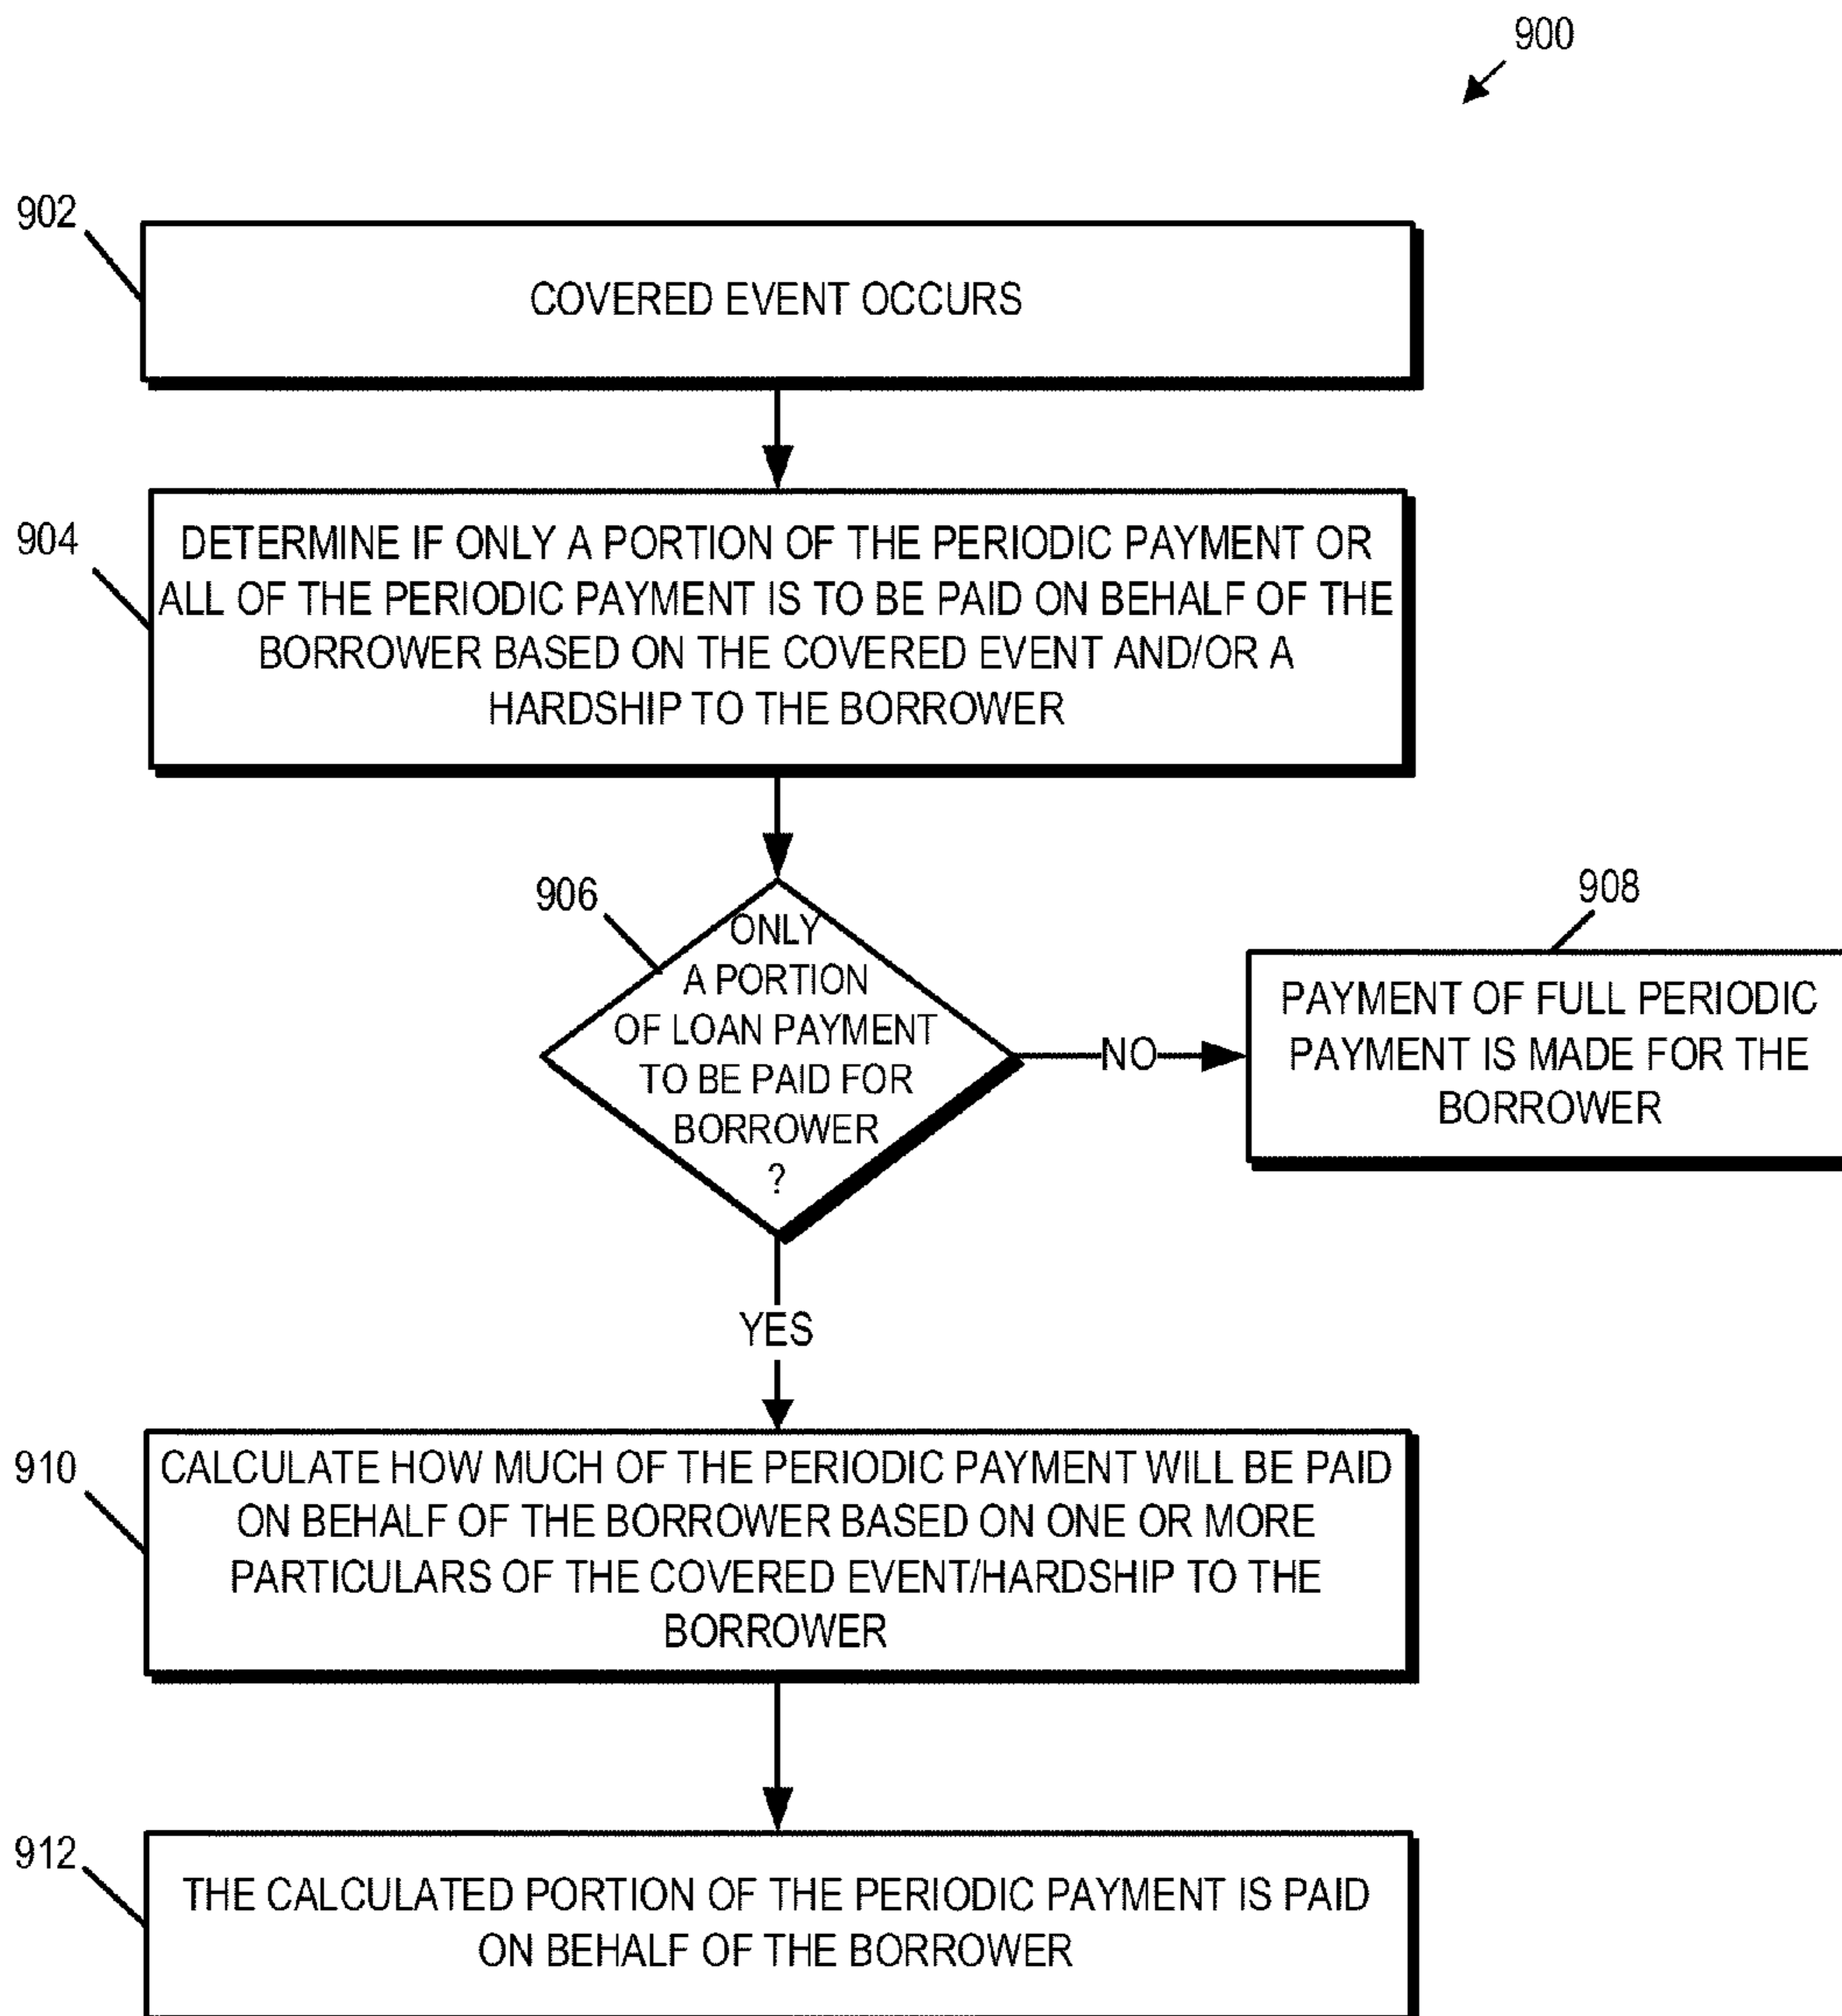 900
902
COVERED EVENT OCCURS
904
DETERMINE IF ONLY A PORTION OF THE PERIODIC PAYMENT OR
ALL OF THE PERIODIC PAYMENT IS TO BE PAID ON BEHALF OF THE
BORROWER BASED ON THE COVERED EVENT AND/OR A
HARDSHIP TO THE BORROWER
906
ONLY
A PORTION
OF LOAN PAYMENT
TO BE PAID FOR
BORROWER
?
NO
908
PAYMENT OF FULL PERIODIC
PAYMENT IS MADE FOR THE
BORROWER
YES
910
CALCULATE HOW MUCH OF THE PERIODIC PAYMENT WILL BE PAID
ON BEHALF OF THE BORROWER BASED ON ONE OR MORE
PARTICULARS OF THE COVERED EVENT/HARDSHIP TO THE
BORROWER
912
THE CALCULATED PORTION OF THE PERIODIC PAYMENT IS PAID
ON BEHALF OF THE BORROWER